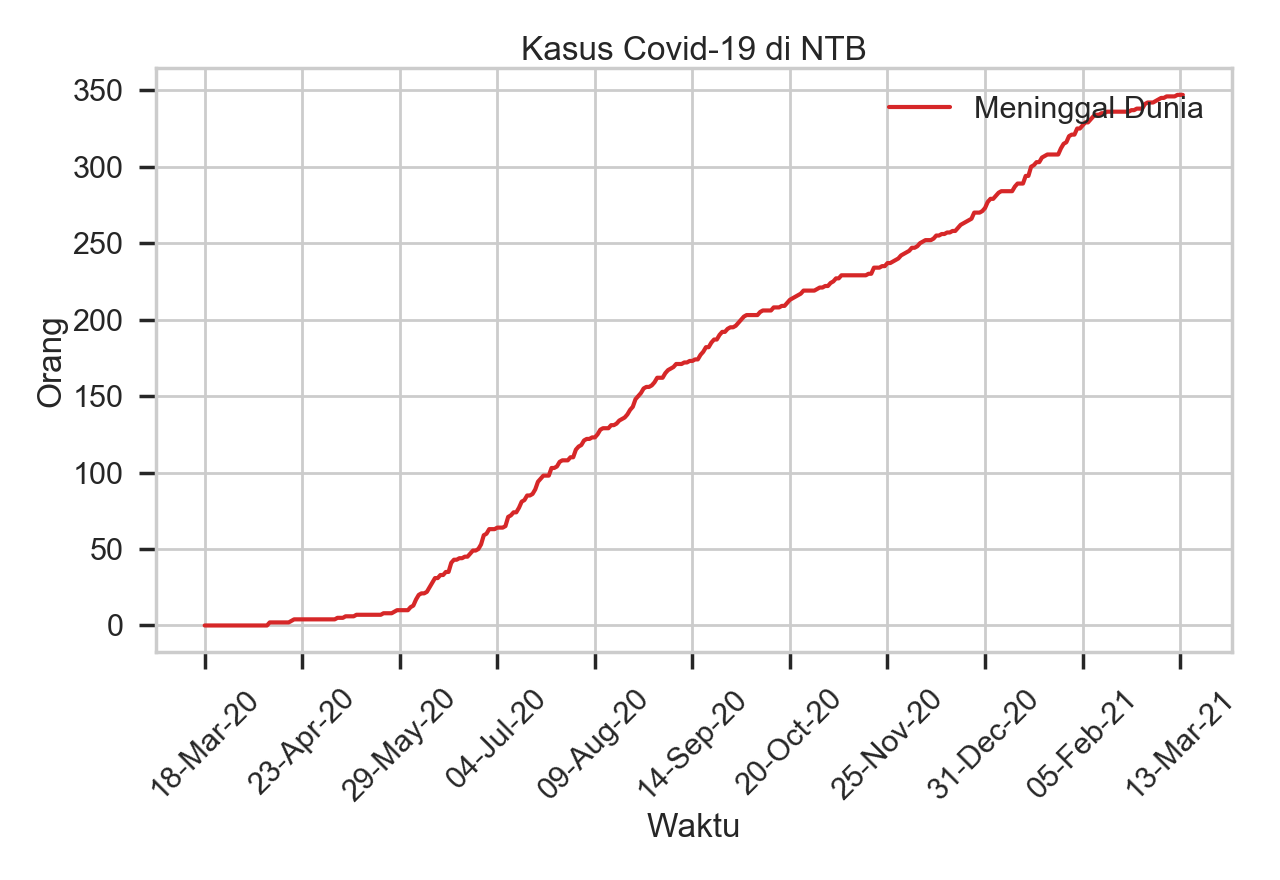 Kasus Covid-19 di NTB
Meninggal Dunia
350
300
250
200
150
100
50
0
Orang
18-Mar-20
23-Apr-20
29-May-20
04-Jul-20
09-Aug-20
14-Sep-20
20-Oct-20
25-Nov-20
31-Dec-20
05-Feb-21
13-Mar-21
Waktu